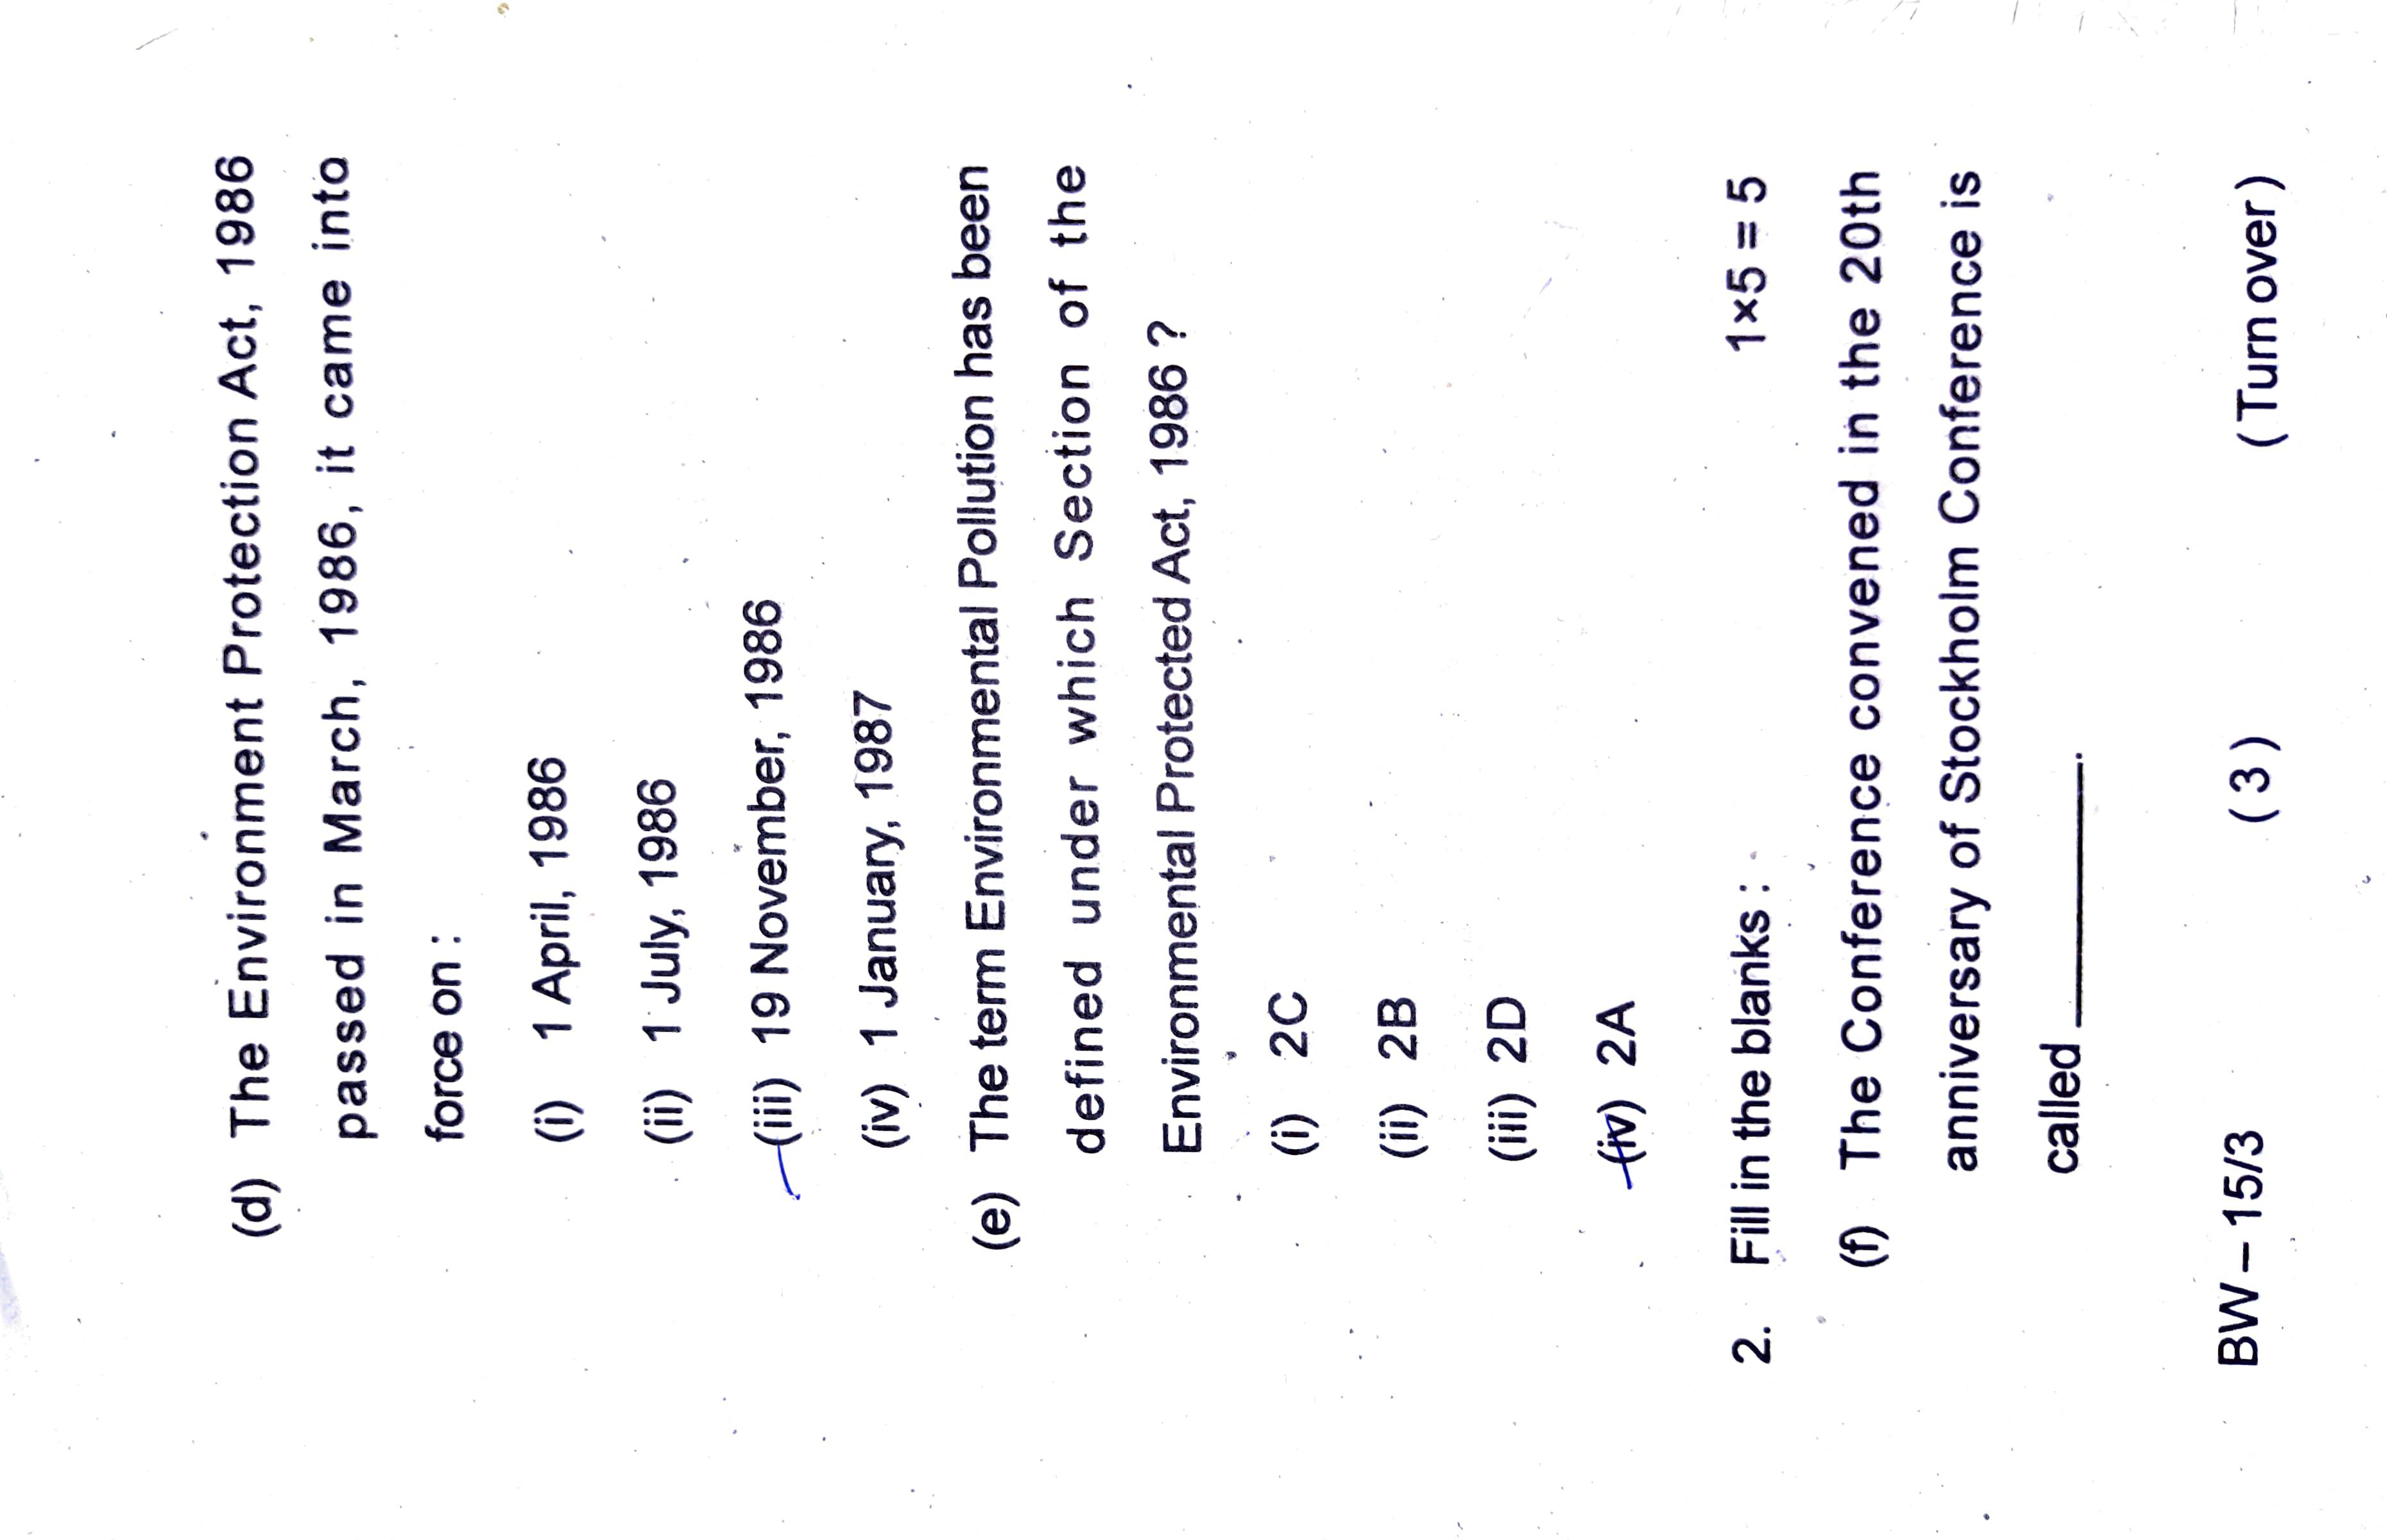 (d) The Environment Protection Act, 1986
passed in March, 1986, it came into
force on :
(i) 1 April, 1986
(ii) 1 July, 1986
(iii) 19 November, 1986
(iv) 1 January, 1987
(e) The term Environmental Pollution has been
defined under which Section of the
Environmental Protected Act, 1986 ?
(i) 2C
(ii) 2B
(iii) 2D
(iv) 2A
2. Fill in the blanks : 1×5 = 5
(f) The Conference convened in the 20th
anniversary of Stockholm Conference is
called ________.
BW – 15/3 ( 3 ) ( Turn over )